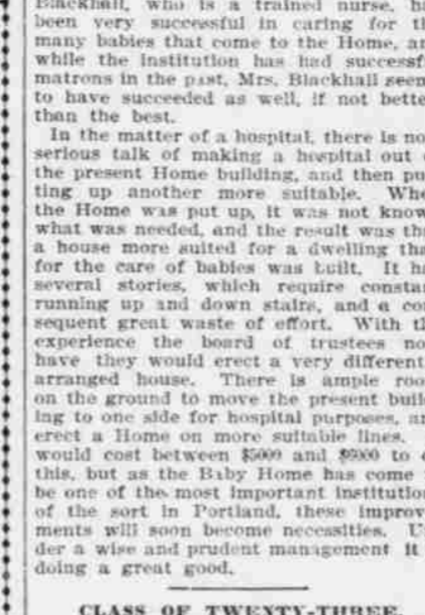 Blackhall, who is a trained nurse, ha
been very successful in caring for th
many babies that come to the Home, an
while the institution has had successf
matrons in the past, Mrs. Blackhall seem
to have succeeded as well, if not bette
than the best.
In the matter of a hospital, there is no
serious talk of making a hospital out o
the present Home building, and then put
ting up another more suitable. Whe
the Home was put up, it was not know
what was needed, and the result was tha
a house more suited for a dwelling tha
for the care of babies was built. It ha
several stories, which require constan
running up and down stairs, and a con
sequent great waste of effort. With th
experience the board of trustees no
have they would erect a very different
arranged house. There is ample roo
on the ground to move the present build
ing to one side for hospital purposes, an
erect a Home on more suitable lines.
would cost between $5000 and to
this, but as the Baby Home has come
be one of the most important institution
of the sort in Portland, these improv
ments will soon become necessities. U
der a wise and prudent management it
doing a great good.
CLASS OF TWENTY-THREE